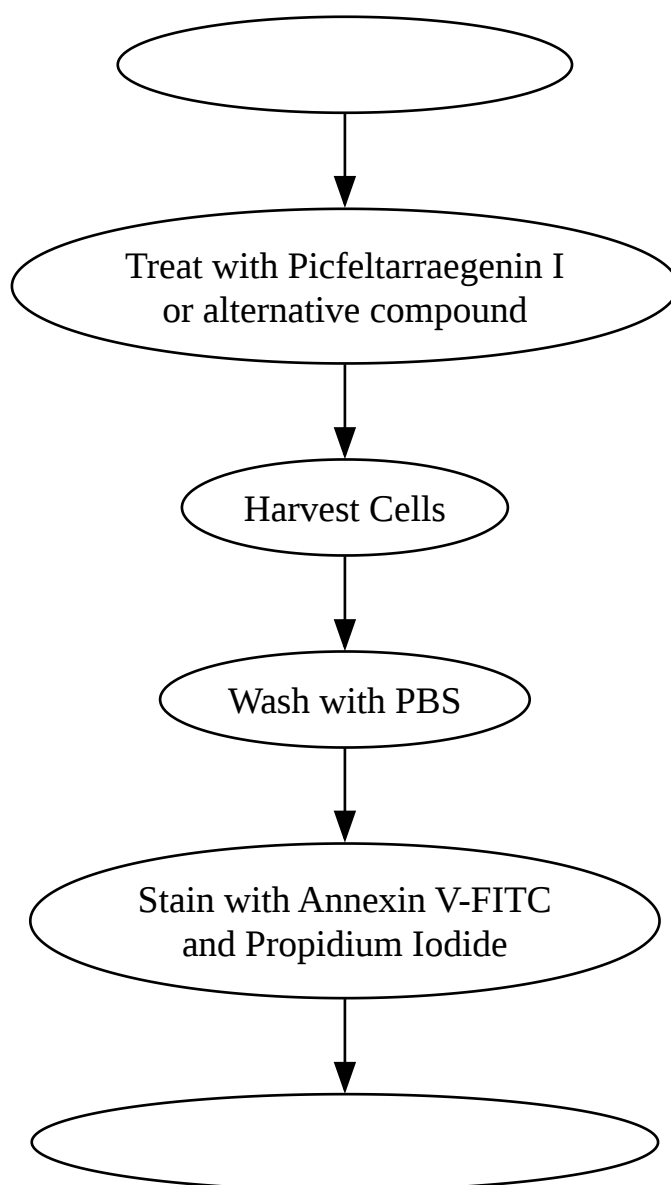 Treat with Picfeltarraegenin I
or alternative compound
Harvest Cells
Wash with PBS
Stain with Annexin V-FITC
and Propidium Iodide